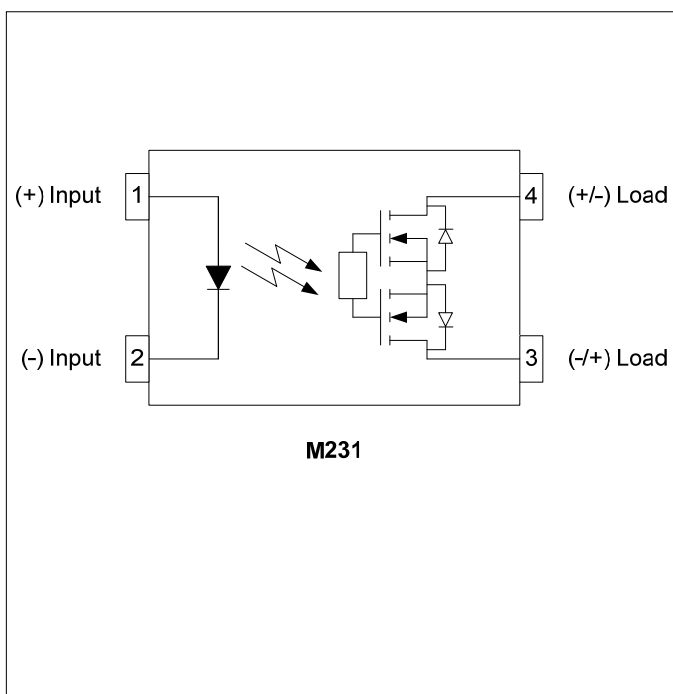 (+) Input 1 4 (+/-) Load
(-) Input 2 3 (-/+) Load
M231